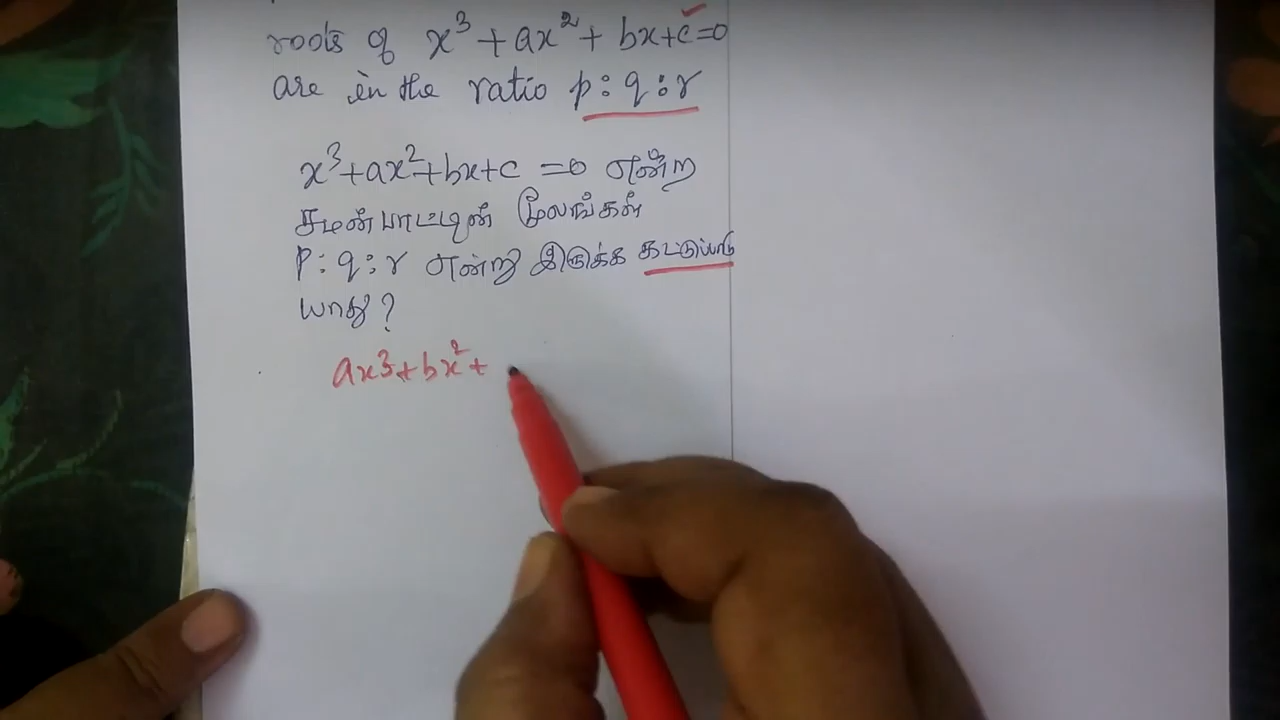 roots of x³ + ax² + bx + c = 0
are in the ratio p : q : r
x³ + ax² + bx + c = 0 என்ற
சமன்பாட்டின் மூலங்கள்
p : q : r என்று இருக்க கட்டுப்பாடு
யாது ?
ax³ + bx² +